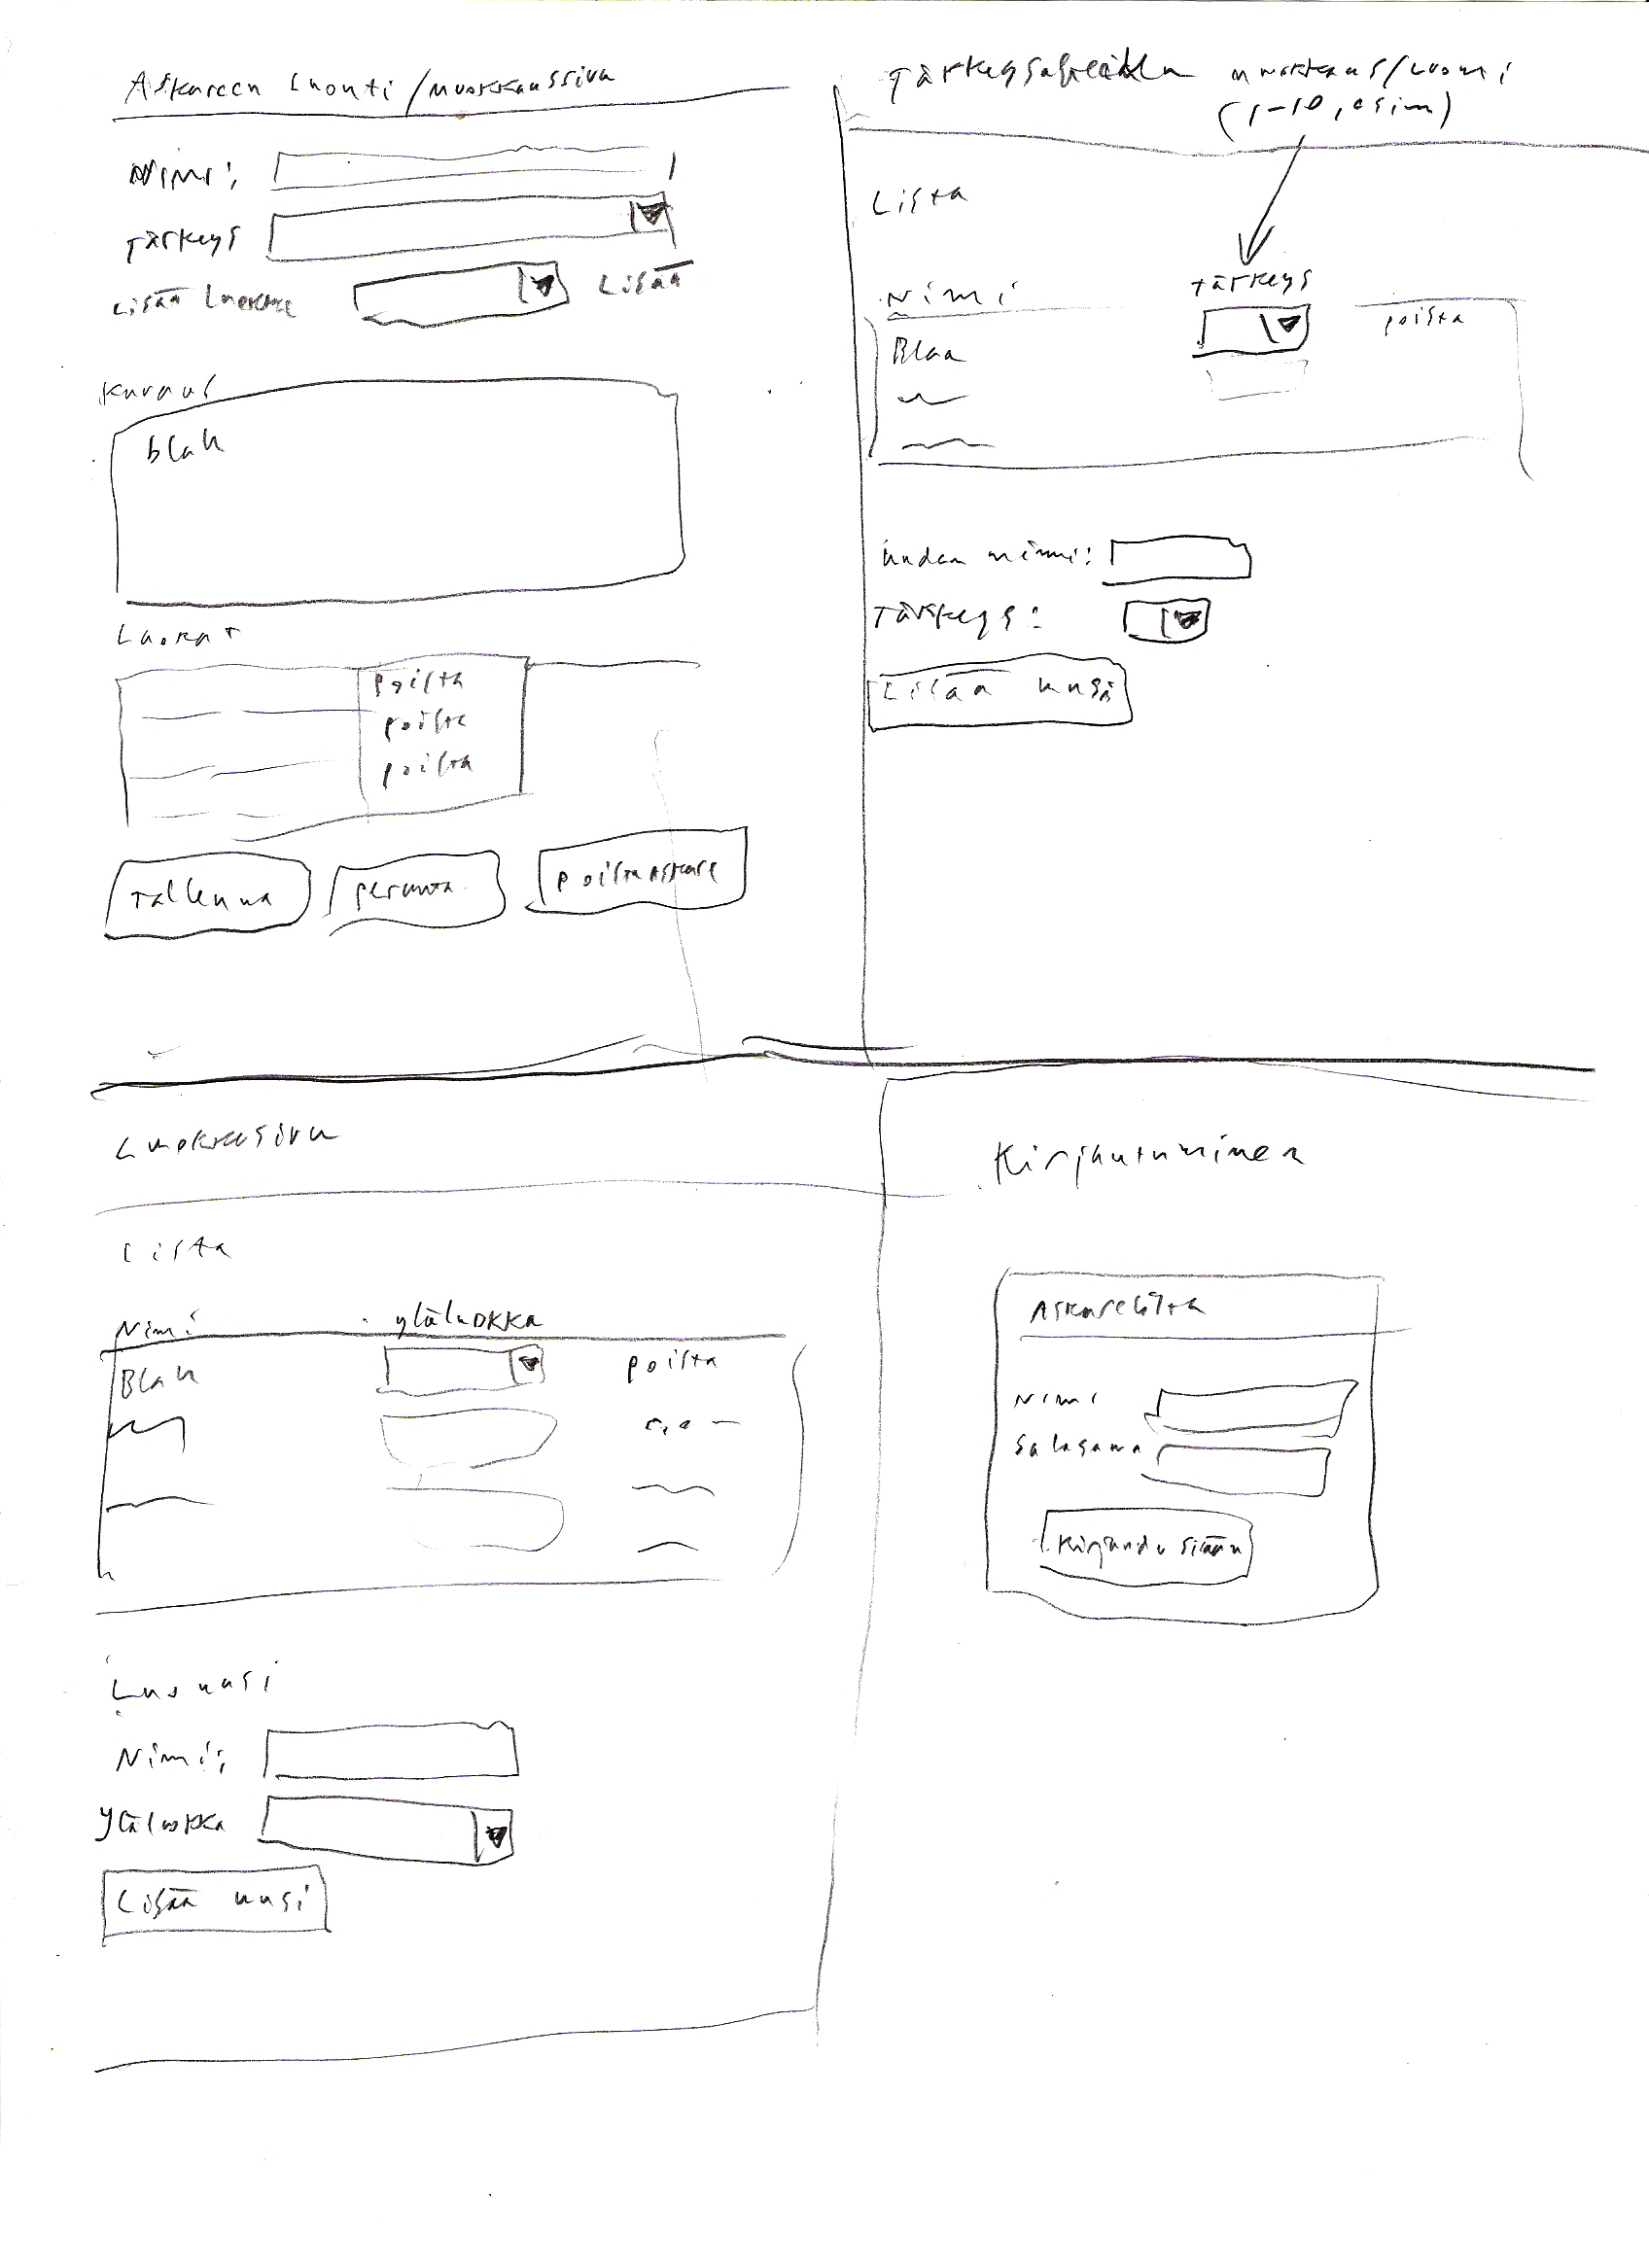 Askareen luonti/muokkaussivu
Nimi:
Tärkeys
Lisää luokka Lisää
Kuvaus
blah
Luokat
poista
poista
poista
Tallenna peruuta poista askare
muokkaus/luonti
(1-10, esim)
Lista
Nimi tärkeys poista
Blaa
uuden nimi:
Tärkeys:
Lisää uusi
Luokkasivu
Lista
Nimi yläluokka
Blah poista
Luo uusi
Nimi:
Yläluokka
Lisää uusi
Kirjautuminen
Askarelista
Nimi
Salasana
Kirjaudu sisään